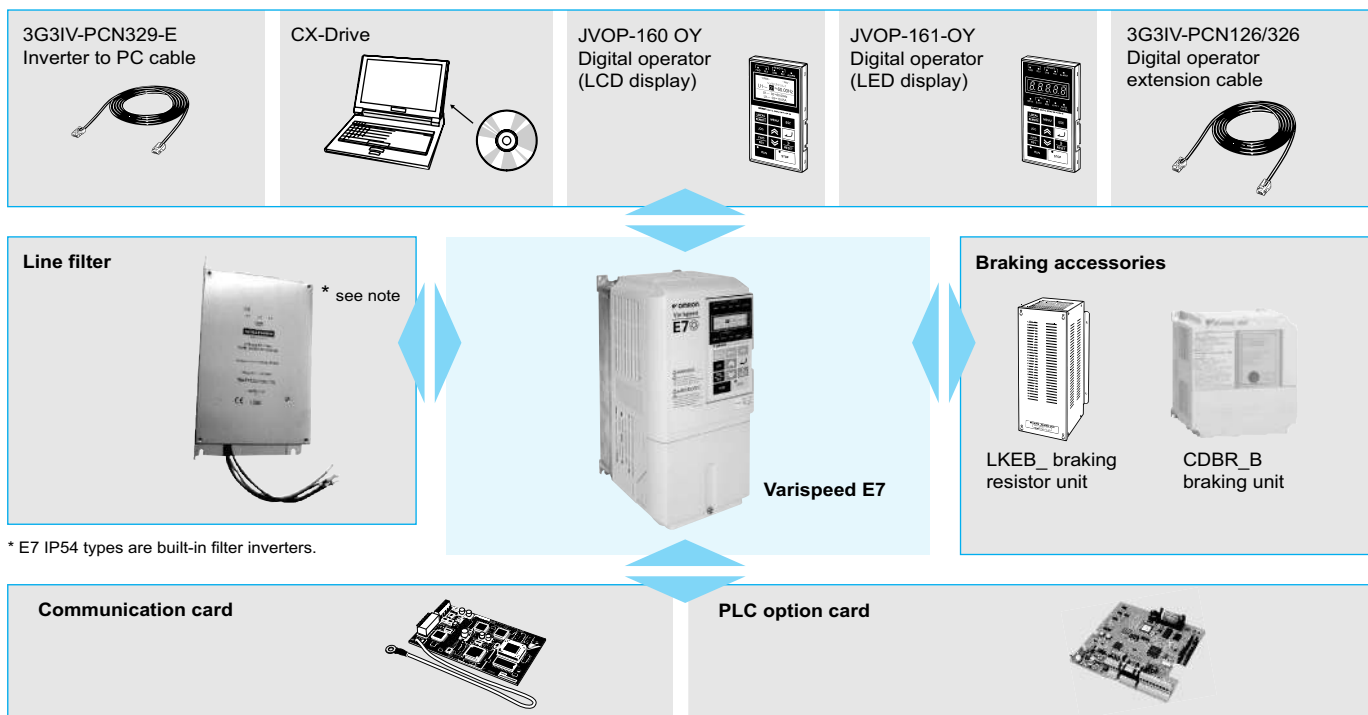 3G3IV-PCN329-E
Inverter to PC cable
CX-Drive
JVOP-160 OY
Digital operator
(LCD display)
JVOP-161-OY
Digital operator
(LED display)
3G3IV-PCN126/326
Digital operator
extension cable
Line filter
* see note
OMRON
Varispeed
E7
Varispeed E7
Braking accessories
LKEB_ braking
resistor unit
CDBR_B
braking unit
* E7 IP54 types are built-in filter inverters.
Communication card
PLC option card